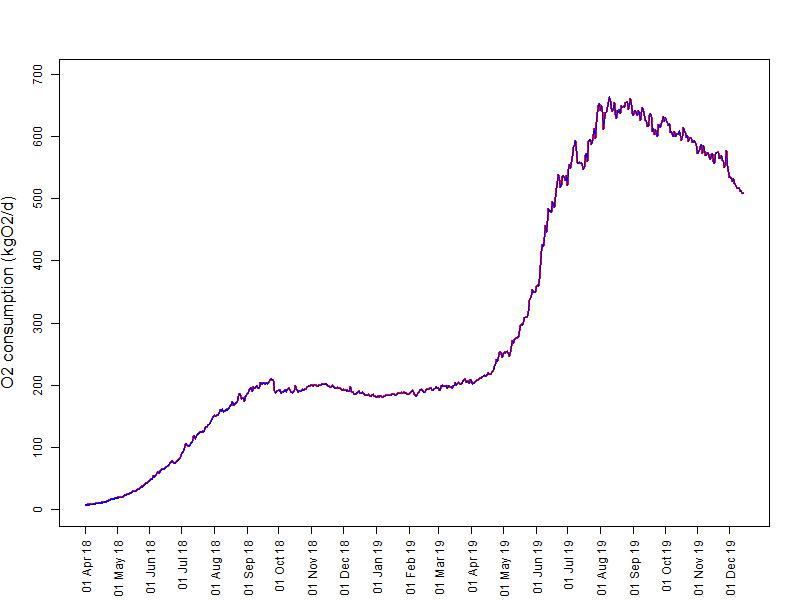 O2 consumption (kgO2/d)
700
600
500
400
300
200
100
0
01 Apr 18
01 May 18
01 Jun 18
01 Jul 18
01 Aug 18
01 Sep 18
01 Oct 18
01 Nov 18
01 Dec 18
01 Jan 19
01 Feb 19
01 Mar 19
01 Apr 19
01 May 19
01 Jun 19
01 Jul 19
01 Aug 19
01 Sep 19
01 Oct 19
01 Nov 19
01 Dec 19